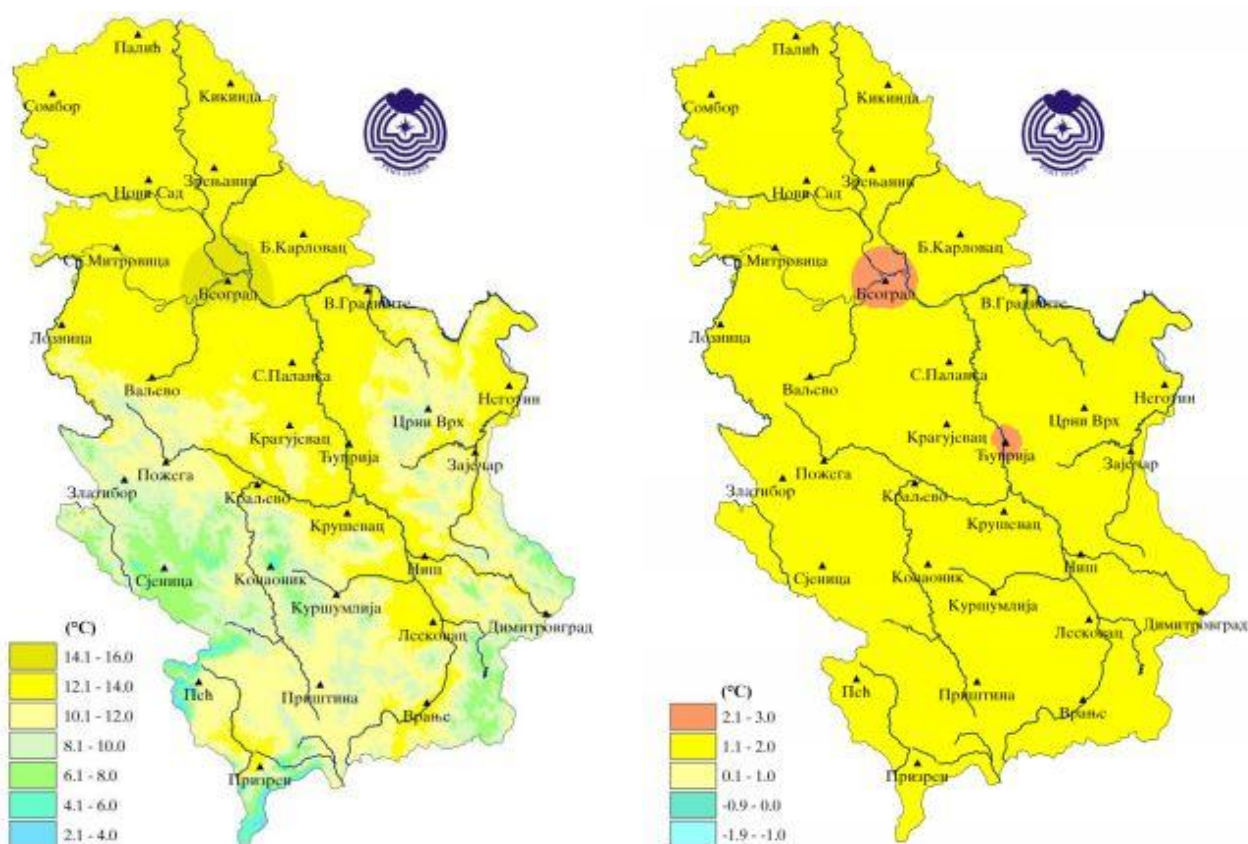 Палић
Кикинда
Сомбор
Зрењанин
Нови Сад
Б.Карловац
Ср.Митровица
Београд
В.Градиште
Лозница
С.Паланка
Ваљево
Неготин
Црни Врх
Крагујевац
Ћуприја
Зајечар
Пожега
Златибор
Краљево
Крушевац
Ниш
Сјеница
Копаоник
Куршумлија
Лесковац
Димитровград
Пећ
Приштина
Врање
Призрен
(°C)
14.1 - 16.0
12.1 - 14.0
10.1 - 12.0
8.1 - 10.0
6.1 - 8.0
4.1 - 6.0
2.1 - 4.0
Палић
Кикинда
Сомбор
Зрењанин
Нови Сад
Б.Карловац
Ср.Митровица
Београд
В.Градиште
Лозница
С.Паланка
Ваљево
Неготин
Црни Врх
Крагујевац
Ћуприја
Зајечар
Пожега
Златибор
Краљево
Крушевац
Ниш
Сјеница
Копаоник
Куршумлија
Лесковац
Димитровград
Пећ
Приштина
Врање
Призрен
(°C)
2.1 - 3.0
1.1 - 2.0
0.1 - 1.0
-0.9 - 0.0
-1.9 - -1.0